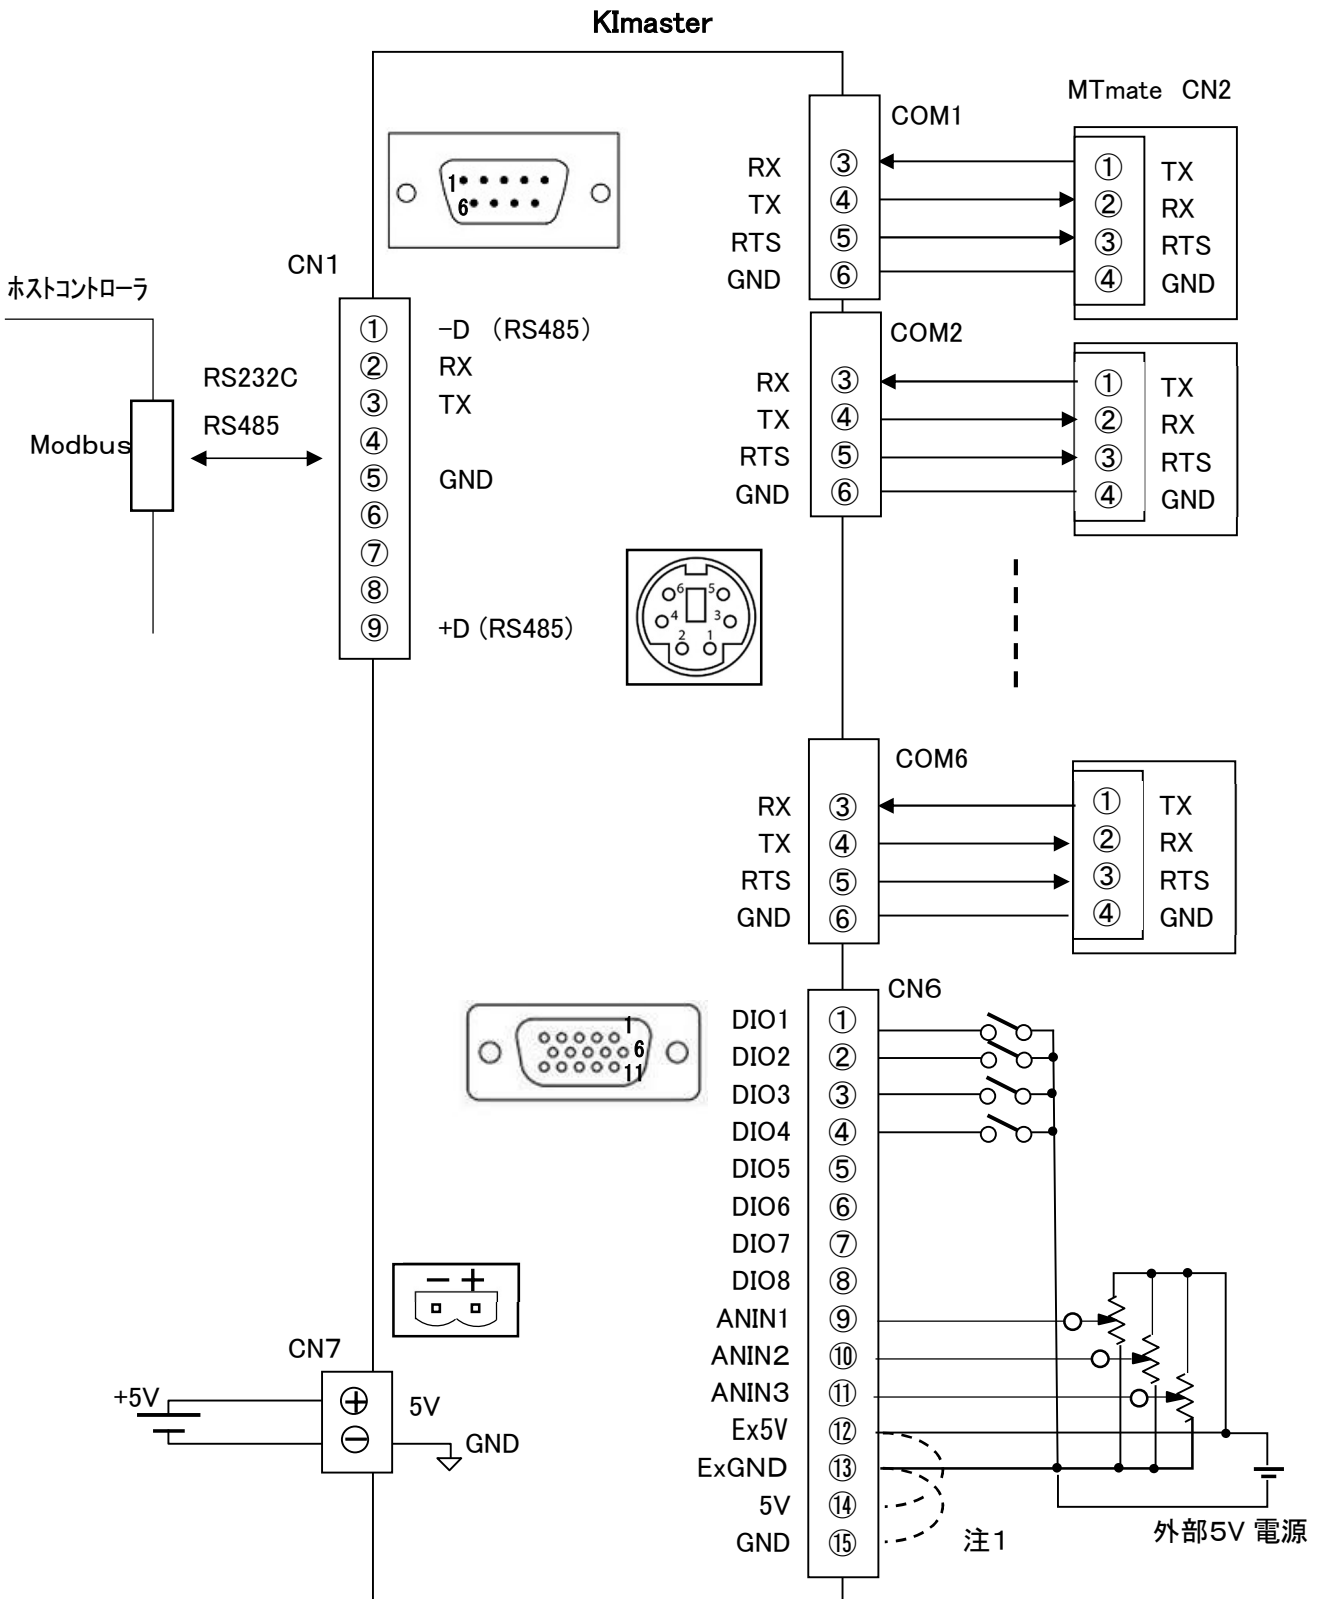 KImaster
MTmate CN2
COM1
RX ③ ① TX
TX ④ ② RX
RTS ⑤ ③ RTS
GND ⑥ ④ GND
1
6
CN1
ホストコントローラ
① -D （RS485）
② RX
③ TX
④
⑤ GND
⑥
⑦
⑧
⑨ +D（RS485）
RS232C
RS485
Modbus
COM2
RX ③ ① TX
TX ④ ② RX
RTS ⑤ ③ RTS
GND ⑥ ④ GND
6 5
4 3
2 1
COM6
RX ③ ① TX
TX ④ ② RX
RTS ⑤ ③ RTS
GND ⑥ ④ GND
CN6
1
6
11
DIO1 ①
DIO2 ②
DIO3 ③
DIO4 ④
DIO5 ⑤
DIO6 ⑥
DIO7 ⑦
DIO8 ⑧
ANIN1 ⑨
ANIN2 ⑩
ANIN3 ⑪
Ex5V ⑫
ExGND ⑬
5V ⑭
GND ⑮
注1
外部5V 電源
− +
CN7
+5V ⊕ 5V
⊖ GND